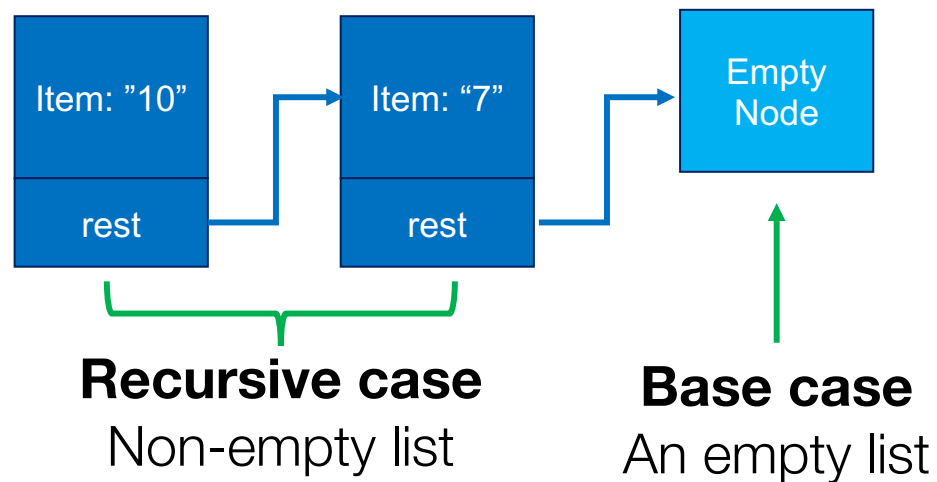 Item: ”10”
Item: “7”
Empty
Node
rest
rest
Recursive case
Non-empty list
Base case
An empty list